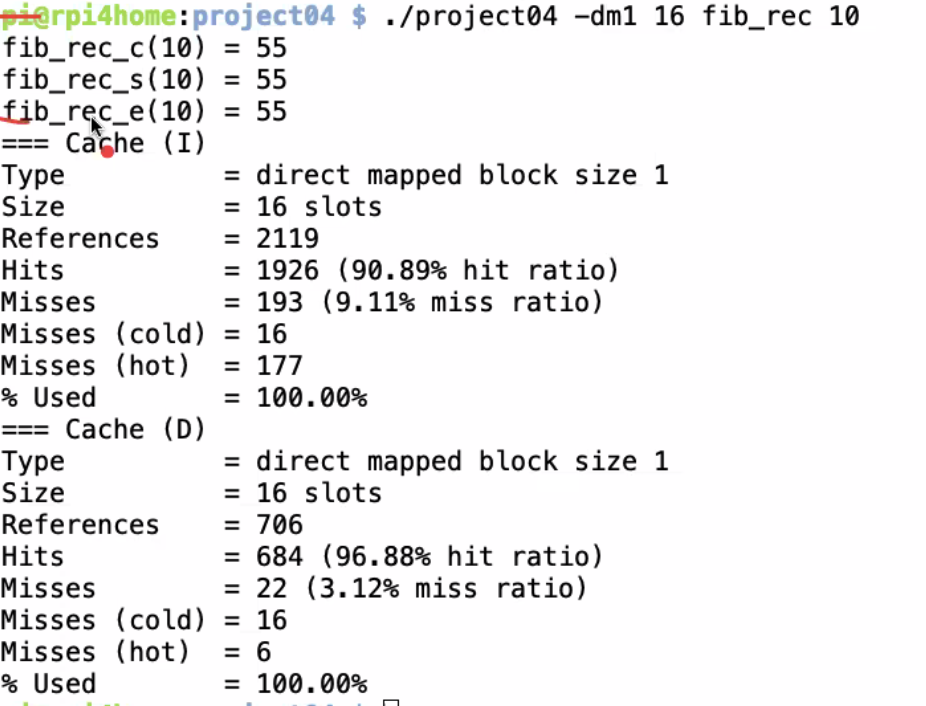 pi@rpi4home:project04 $ ./project04 -dm1 16 fib_rec 10
fib_rec_c(10) = 55
fib_rec_s(10) = 55
fib_rec_e(10) = 55
=== Cache (I)
Type          = direct mapped block size 1
Size          = 16 slots
References    = 2119
Hits          = 1926 (90.89% hit ratio)
Misses        = 193 (9.11% miss ratio)
Misses (cold) = 16
Misses (hot)  = 177
% Used        = 100.00%
=== Cache (D)
Type          = direct mapped block size 1
Size          = 16 slots
References    = 706
Hits          = 684 (96.88% hit ratio)
Misses        = 22 (3.12% miss ratio)
Misses (cold) = 16
Misses (hot)  = 6
% Used        = 100.00%